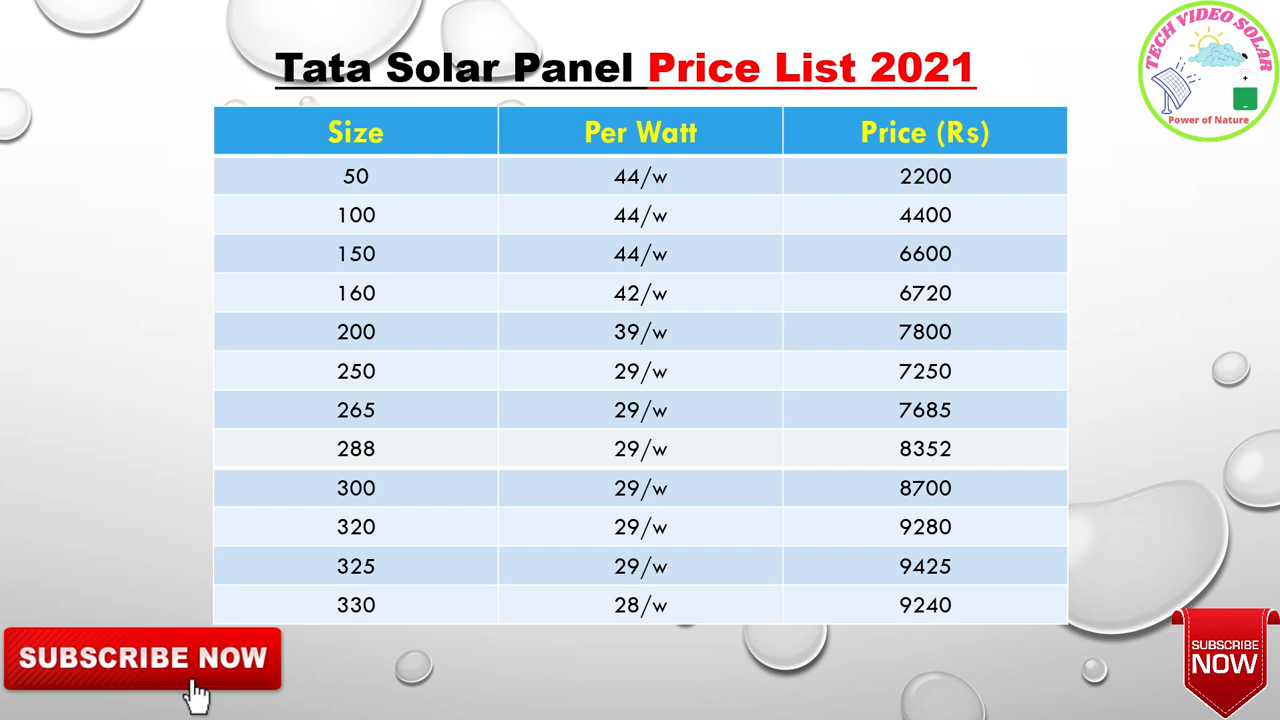 Tata Solar Panel Price List 2021
TECH VIDEO SOLAR
Power of Nature
Size Per Watt Price (Rs)
50 44/w 2200
100 44/w 4400
150 44/w 6600
160 42/w 6720
200 39/w 7800
250 29/w 7250
265 29/w 7685
288 29/w 8352
300 29/w 8700
320 29/w 9280
325 29/w 9425
330 28/w 9240
SUBSCRIBE NOW
SUBSCRIBE
NOW